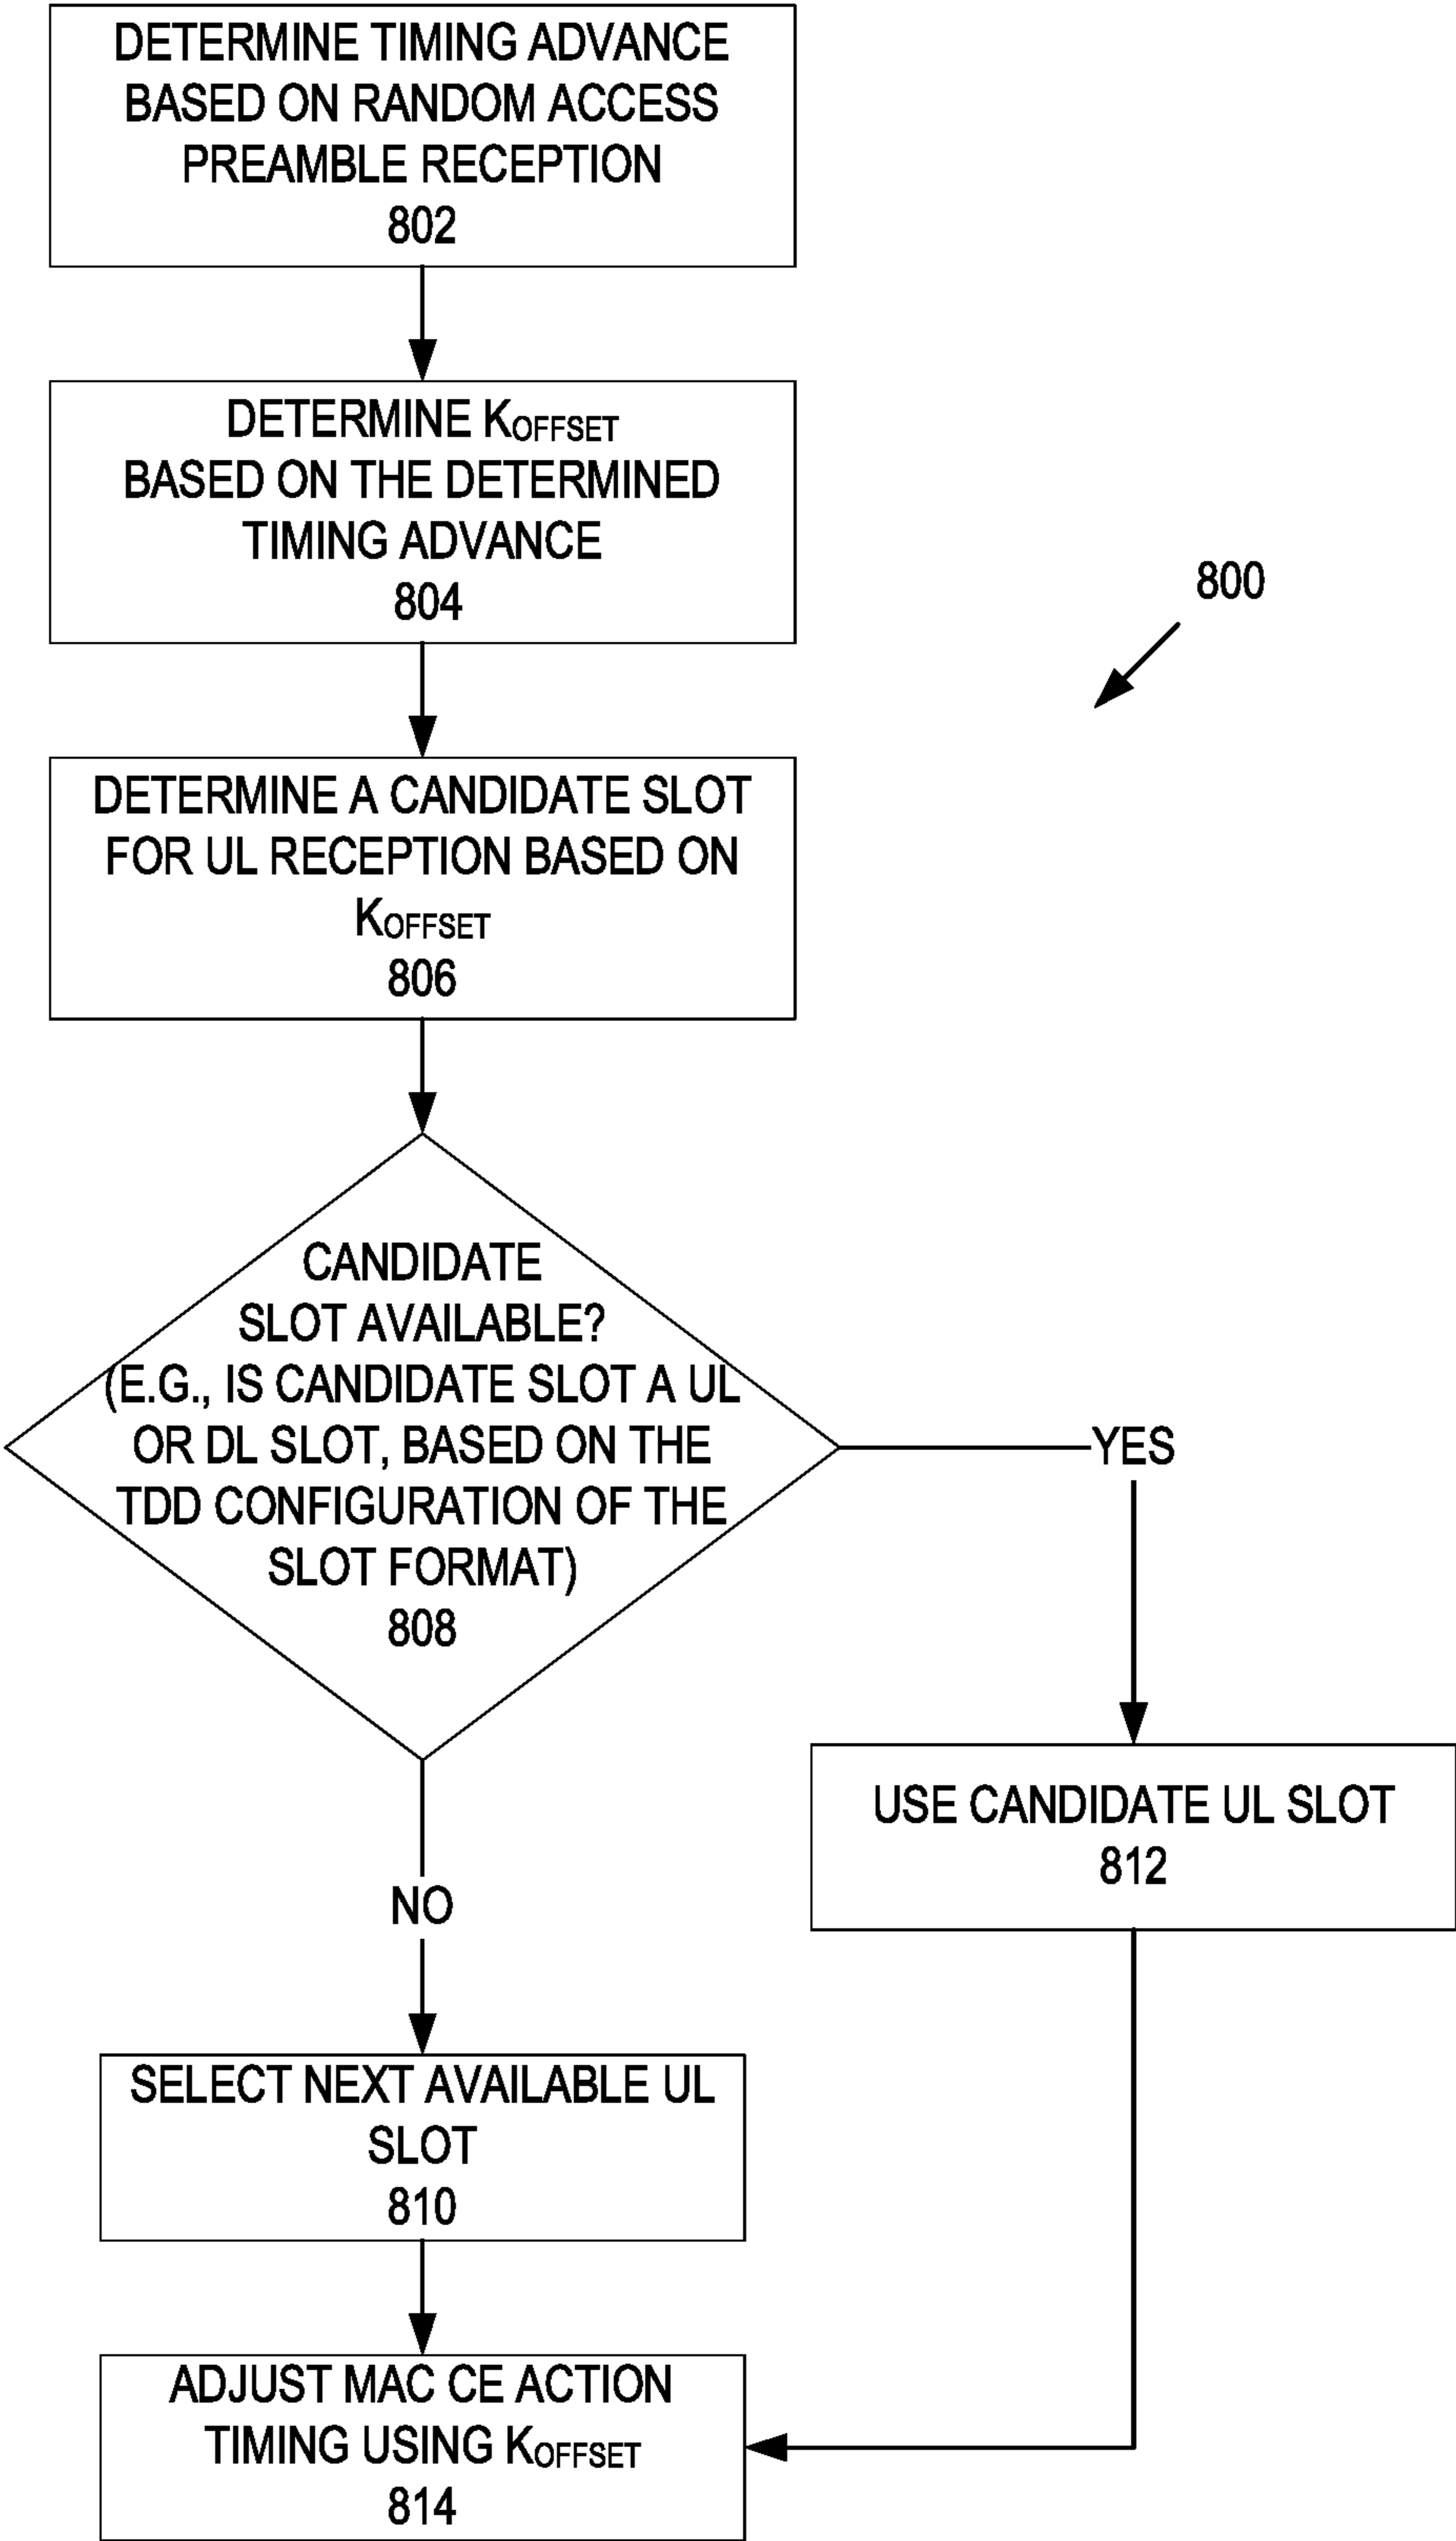 DETERMINE TIMING ADVANCE
BASED ON RANDOM ACCESS
PREAMBLE RECEPTION
802
DETERMINE KOFFSET
BASED ON THE DETERMINED
TIMING ADVANCE
804
800
DETERMINE A CANDIDATE SLOT
FOR UL RECEPTION BASED ON
KOFFSET
806
CANDIDATE
SLOT AVAILABLE?
(E.G., IS CANDIDATE SLOT A UL
OR DL SLOT, BASED ON THE
TDD CONFIGURATION OF THE
SLOT FORMAT)
808
YES
USE CANDIDATE UL SLOT
812
NO
SELECT NEXT AVAILABLE UL
SLOT
810
ADJUST MAC CE ACTION
TIMING USING KOFFSET
814